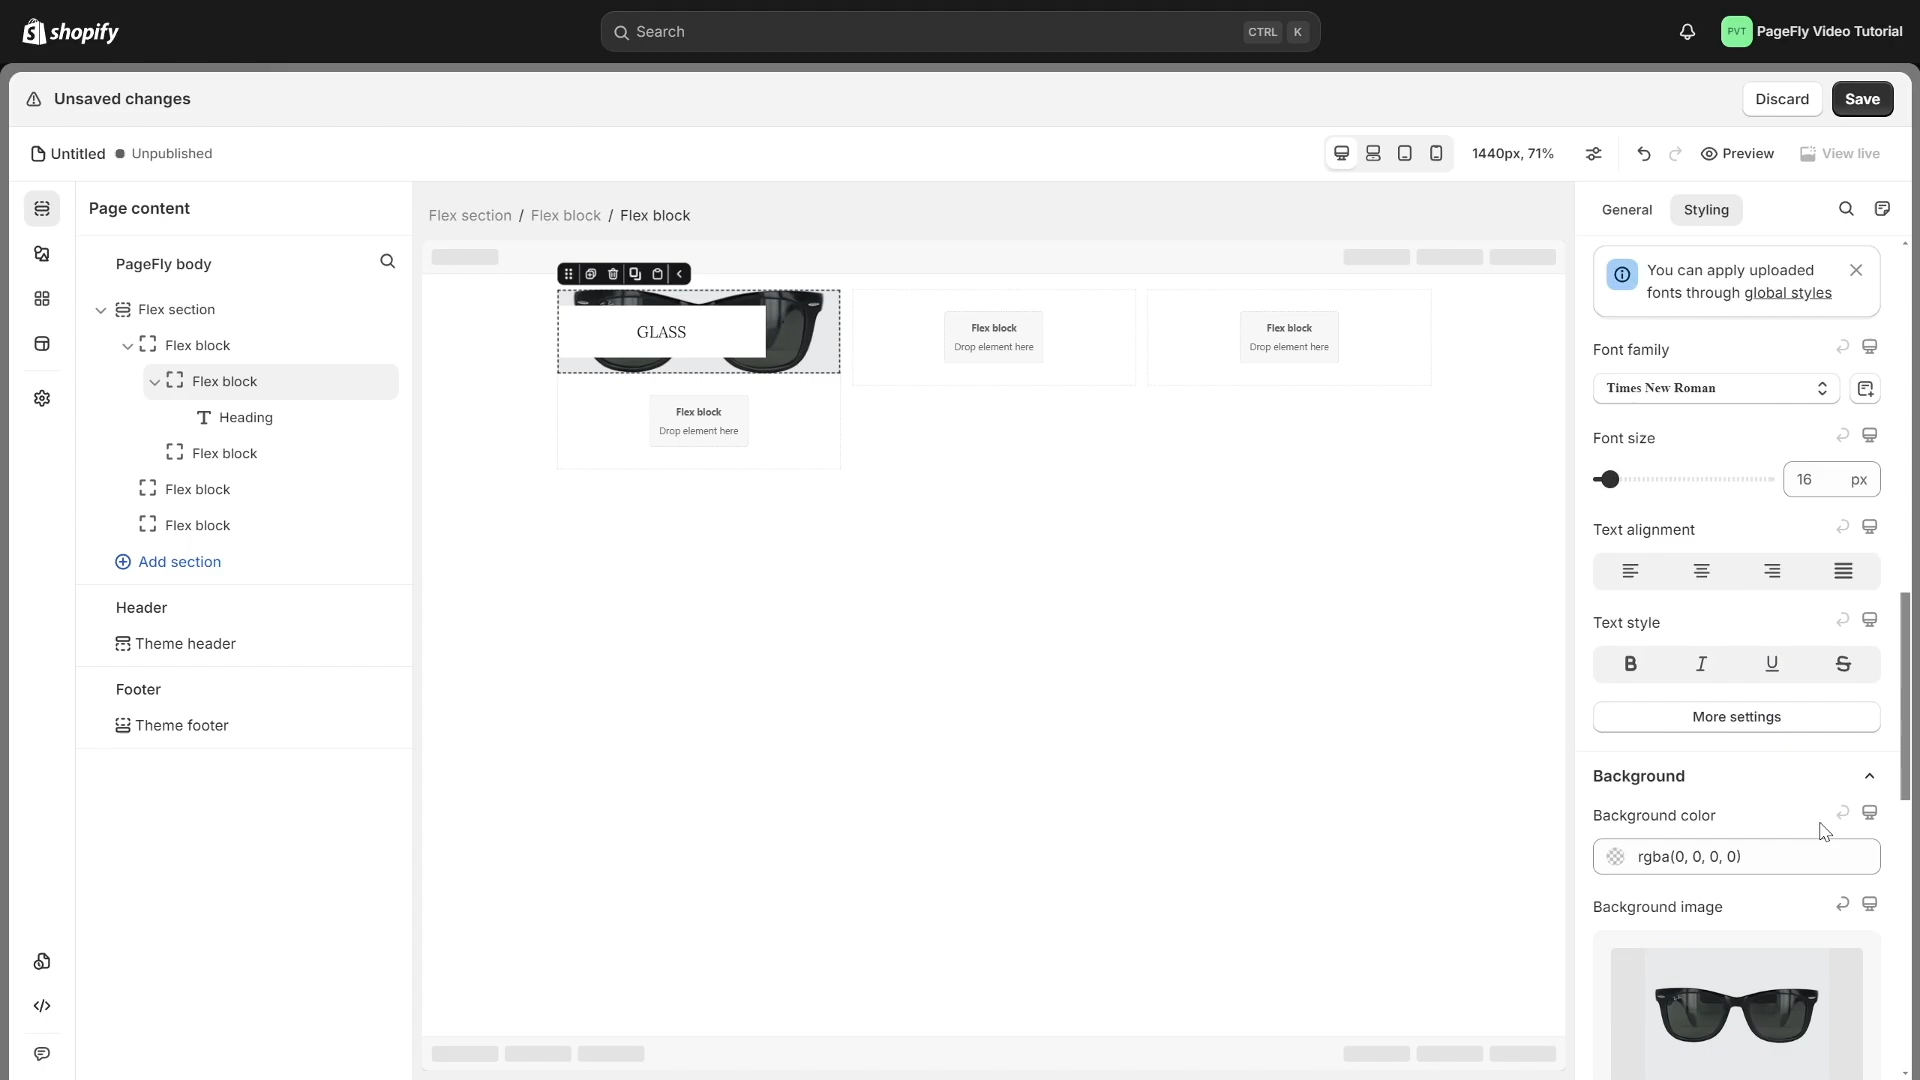 shopify
Search
CTRL K
PVT PageFly Video Tutorial
Unsaved changes
Discard
Save
Untitled
Unpublished
1440px, 71%
Preview
View live
Page content
PageFly body
Flex section
Flex block
Flex block
Heading
Flex block
Flex block
Flex block
Add section
Header
Theme header
Footer
Theme footer
Flex section / Flex block / Flex block
GLASS
Flex block
Drop element here
Flex block
Drop element here
Flex block
Drop element here
General
Styling
You can apply uploaded
fonts through global styles
Font family
Times New Roman
Font size
16 px
Text alignment
Text style
B I U S
More settings
Background
Background color
rgba(0, 0, 0, 0)
Background image